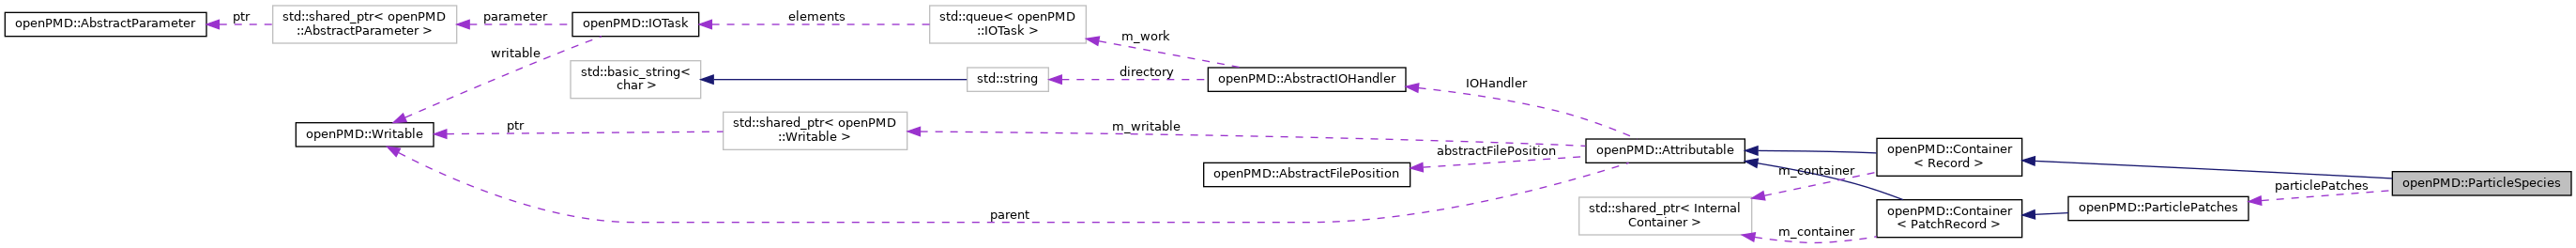 openPMD::AbstractParameter
ptr
std::shared_ptr< openPMD
::AbstractParameter >
parameter
openPMD::IOTask
elements
std::queue< openPMD
::IOTask >
m_work
writable
std::basic_string<
char >
std::string
directory
openPMD::AbstractIOHandler
IOHandler
openPMD::Writable
ptr
std::shared_ptr< openPMD
::Writable >
m_writable
abstractFilePosition
openPMD::AbstractFilePosition
openPMD::Attributable
openPMD::Container
< Record >
m_container
openPMD::ParticleSpecies
particlePatches
openPMD::ParticlePatches
parent
std::shared_ptr< Internal
Container >
openPMD::Container
< PatchRecord >
m_container